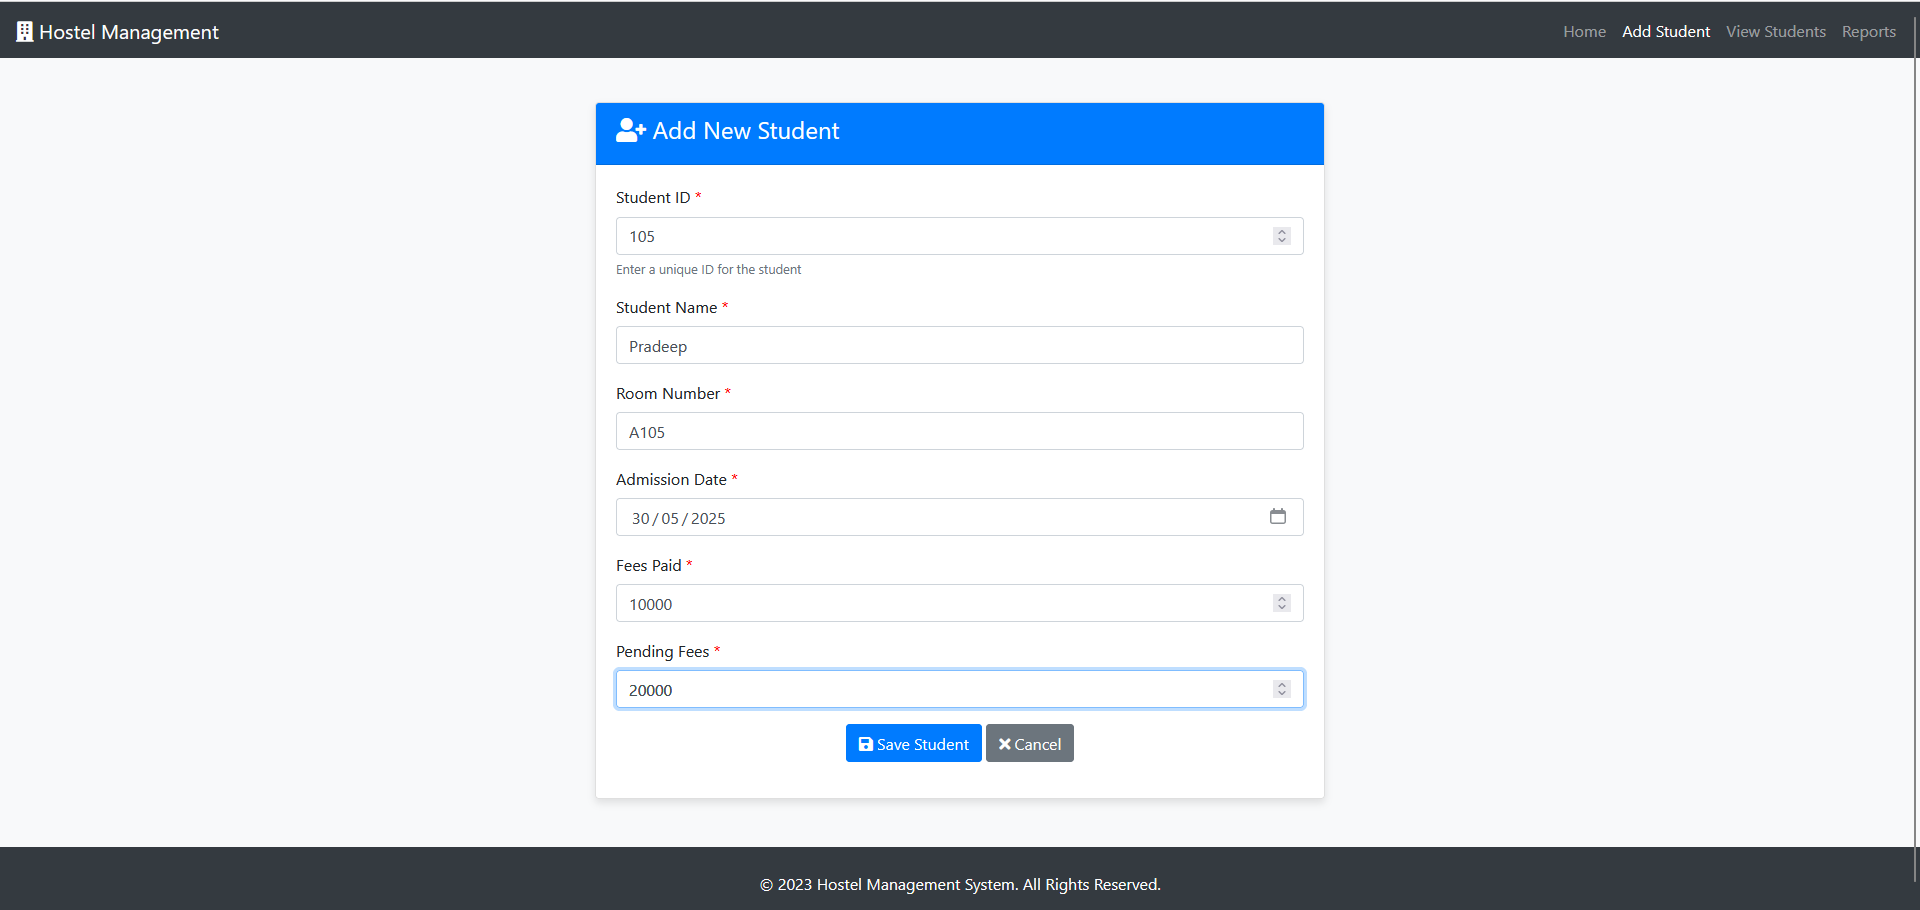 Hostel Management
Home Add Student View Students Reports
Add New Student
Student ID *
105
Enter a unique ID for the student
Student Name *
Pradeep
Room Number *
A105
Admission Date *
30/05/2025
Fees Paid *
10000
Pending Fees *
20000
Save Student Cancel
© 2023 Hostel Management System. All Rights Reserved.